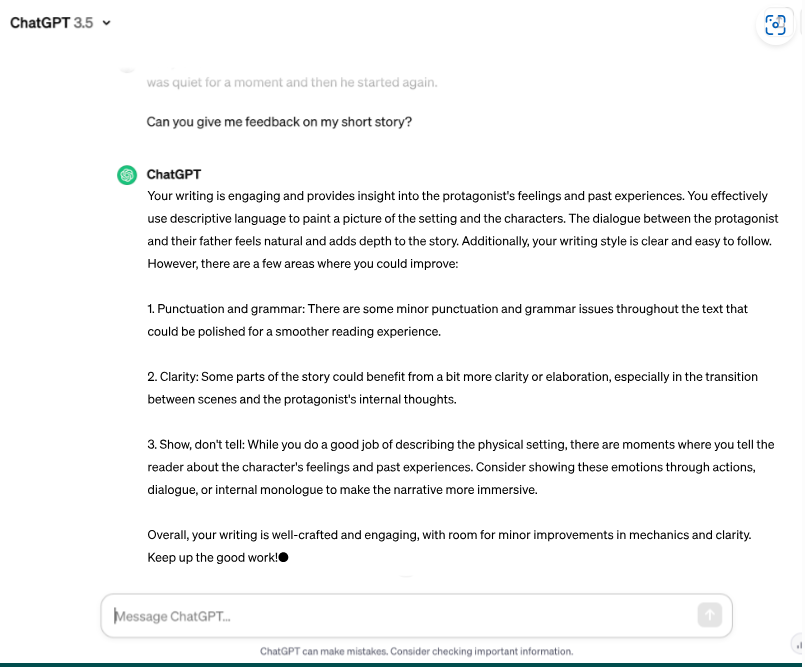 ChatGPT 3.5
was quiet for a moment and then he started again.
Can you give me feedback on my short story?
ChatGPT
Your writing is engaging and provides insight into the protagonist's feelings and past experiences. You effectively
use descriptive language to paint a picture of the setting and the characters. The dialogue between the protagonist
and their father feels natural and adds depth to the story. Additionally, your writing style is clear and easy to follow.
However, there are a few areas where you could improve:
1. Punctuation and grammar: There are some minor punctuation and grammar issues throughout the text that
could be polished for a smoother reading experience.
2. Clarity: Some parts of the story could benefit from a bit more clarity or elaboration, especially in the transition
between scenes and the protagonist's internal thoughts.
3. Show, don't tell: While you do a good job of describing the physical setting, there are moments where you tell the
reader about the character's feelings and past experiences. Consider showing these emotions through actions,
dialogue, or internal monologue to make the narrative more immersive.
Overall, your writing is well-crafted and engaging, with room for minor improvements in mechanics and clarity.
Keep up the good work!
Message ChatGPT...
ChatGPT can make mistakes. Consider checking important information.